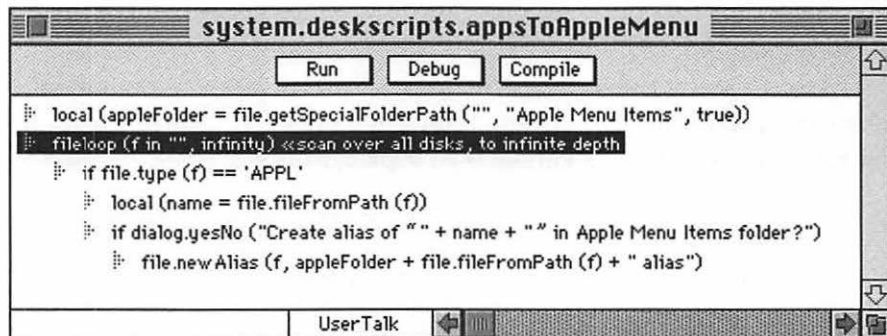 system.deskscripts.appsToAppleMenu
Run Debug Compile
local (appleFolder = file.getSpecialFolderPath ("", "Apple Menu Items", true))
fileloop (f in "", infinity) «scan over all disks, to infinite depth
if file.type (f) == 'APPL'
local (name = file.fileFromPath (f))
if dialog.yesNo ("Create alias of “" + name + "” in Apple Menu Items folder?")
file.newAlias (f, appleFolder + file.fileFromPath (f) + " alias")
UserTalk